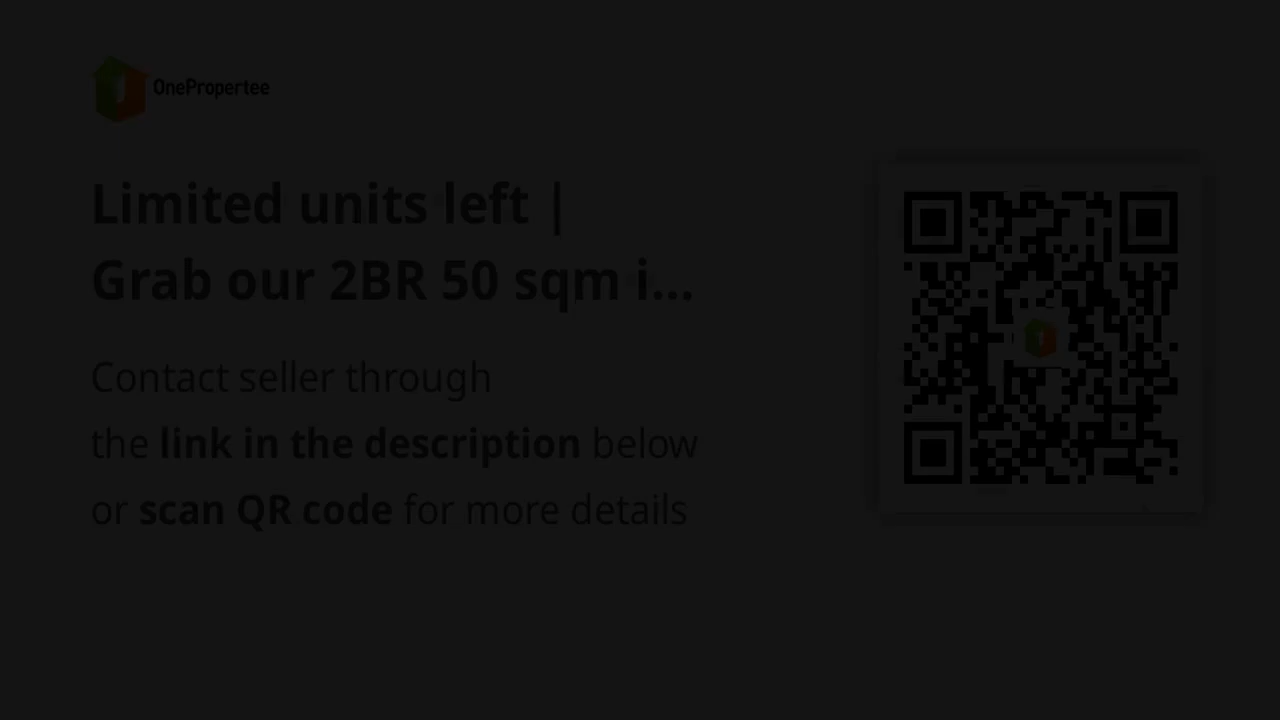 OnePropertee
Limited units left |
Grab our 2BR 50 sqm i...
Contact seller through
the link in the description below
or scan QR code for more details